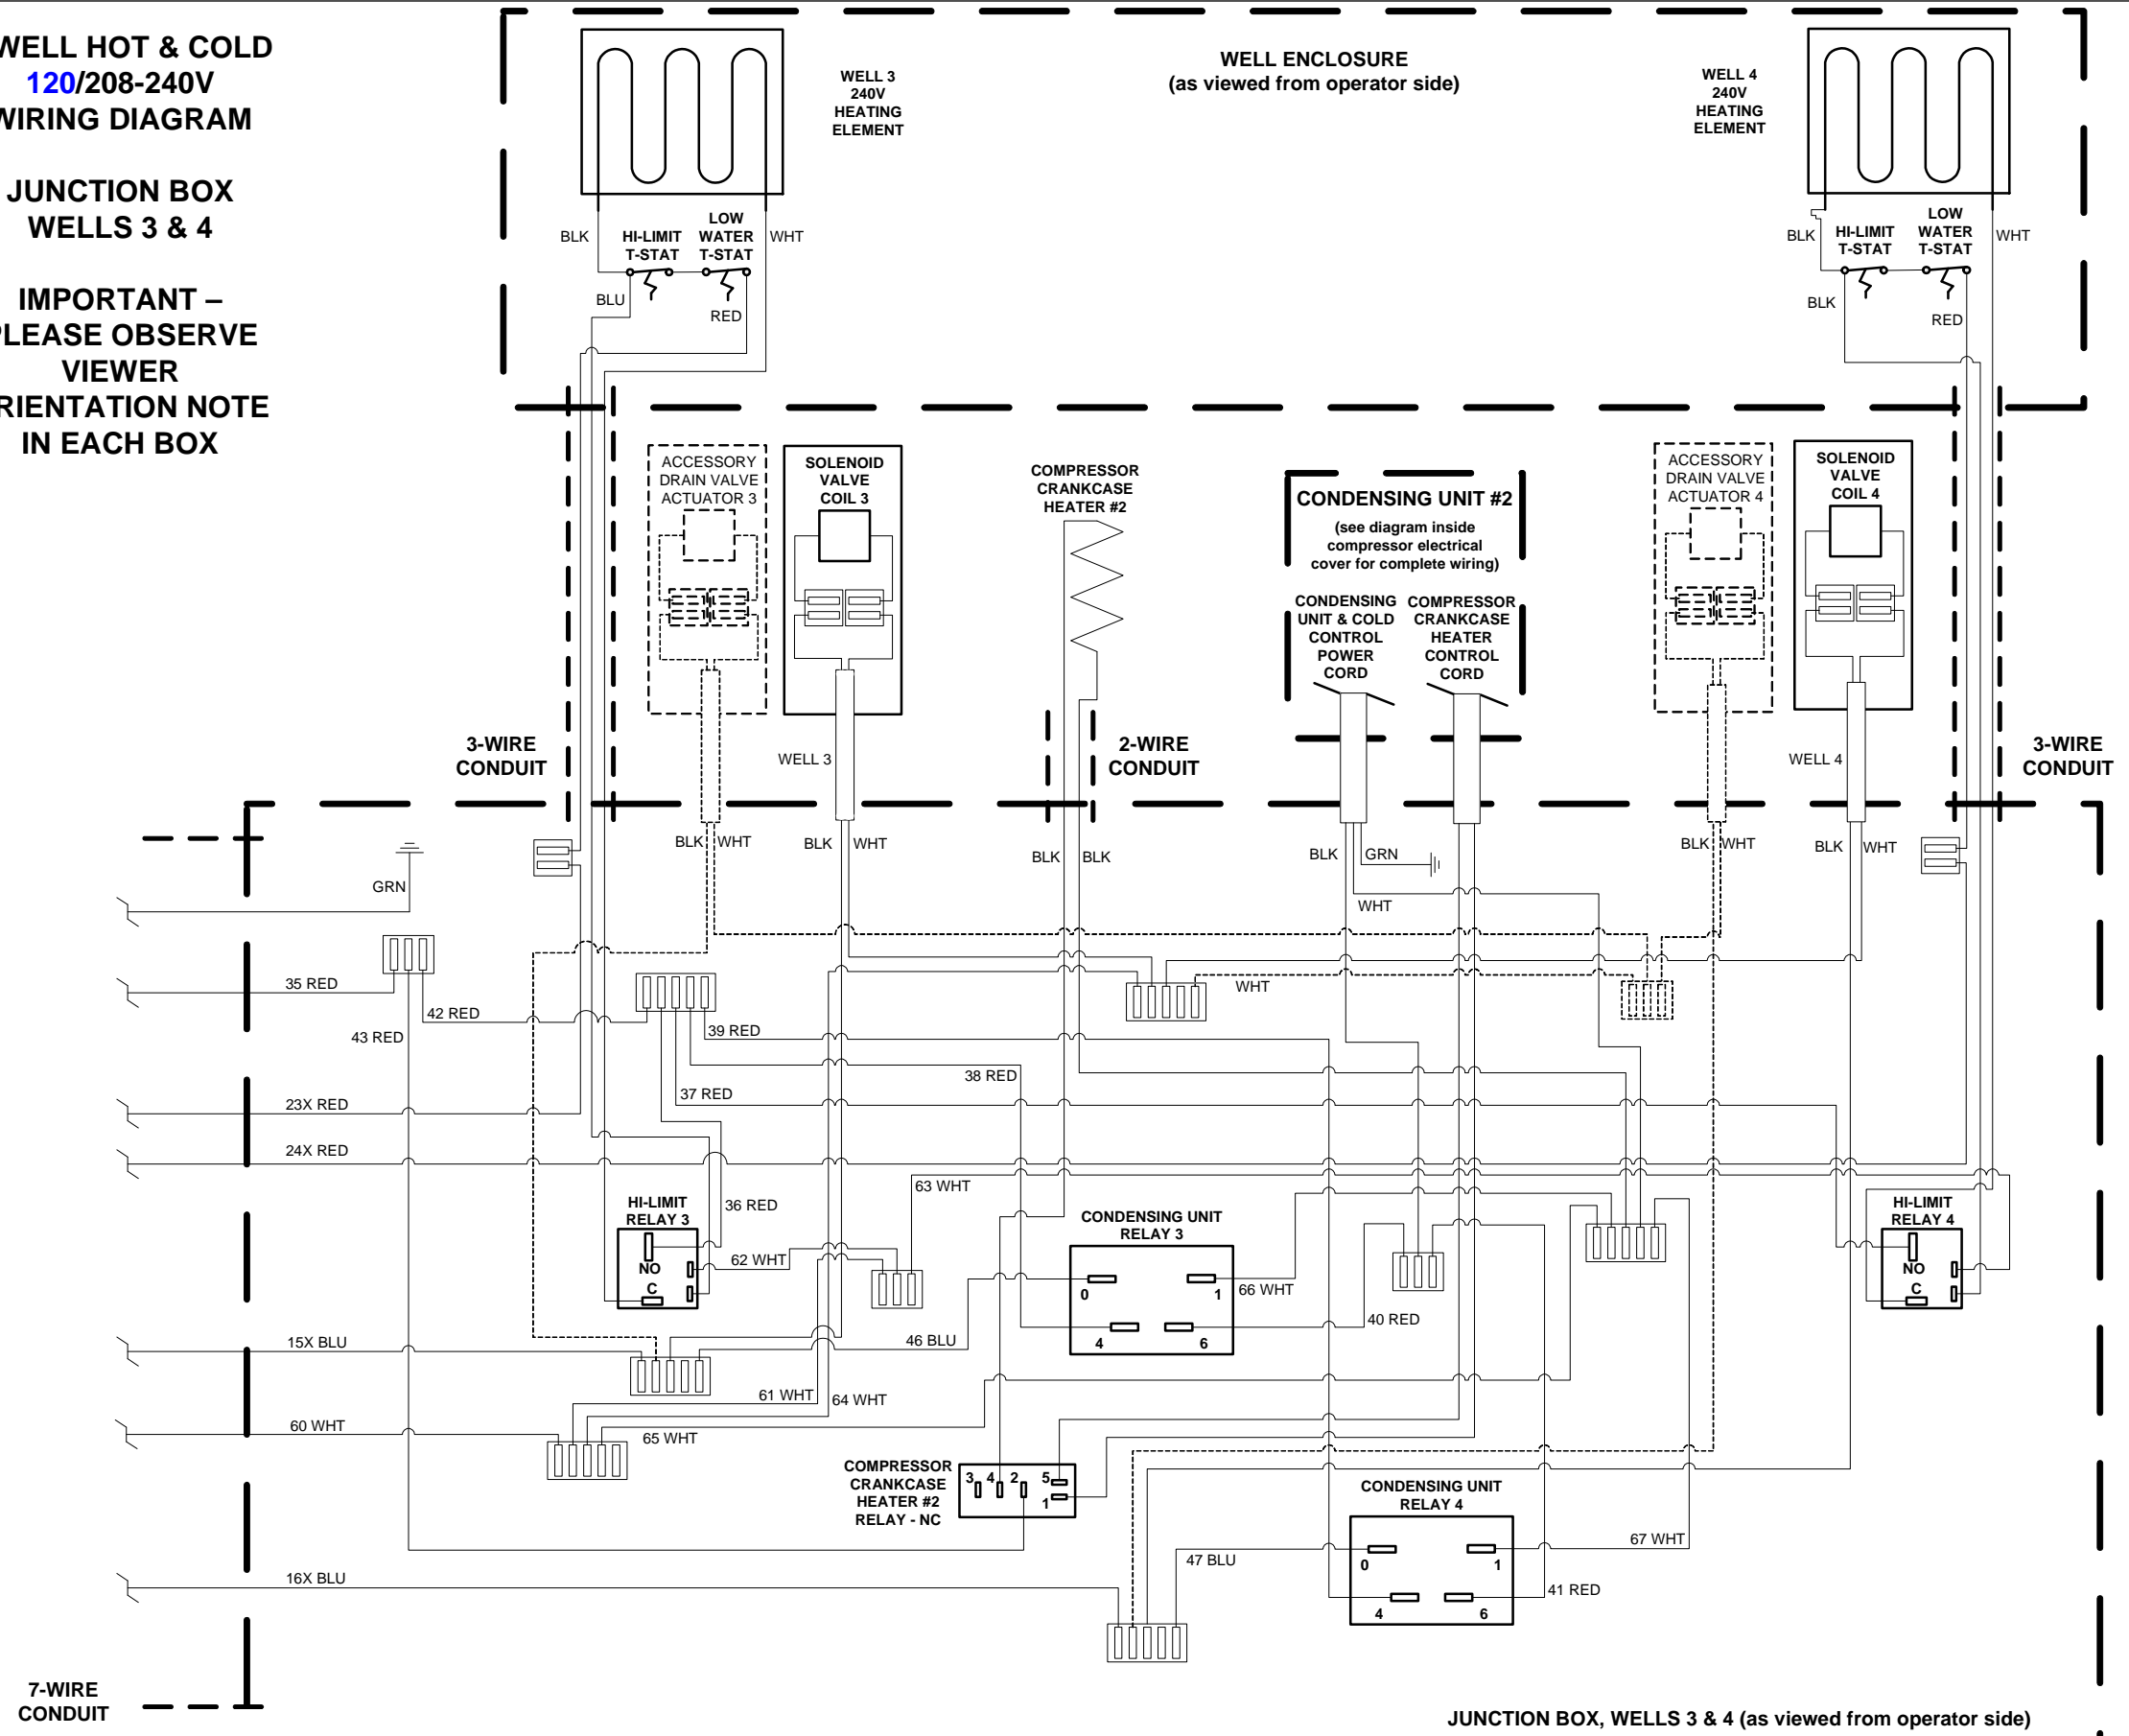 WELL HOT & COLD
120/208-240V
WIRING DIAGRAM
JUNCTION BOX
WELLS 3 & 4
IMPORTANT –
PLEASE OBSERVE
VIEWER
ORIENTATION NOTE
IN EACH BOX
WELL ENCLOSURE
(as viewed from operator side)
WELL 3
240V
HEATING
ELEMENT
WELL 4
240V
HEATING
ELEMENT
BLK
HI-LIMIT
T-STAT
LOW
WATER
T-STAT
WHT
BLU
RED
BLK
HI-LIMIT
T-STAT
LOW
WATER
T-STAT
WHT
BLK
RED
ACCESSORY
DRAIN VALVE
ACTUATOR 3
SOLENOID
VALVE
COIL 3
COMPRESSOR
CRANKCASE
HEATER #2
CONDENSING UNIT #2
(see diagram inside
compressor electrical
cover for complete wiring)
CONDENSING
UNIT & COLD
CONTROL
POWER
CORD
COMPRESSOR
CRANKCASE
HEATER
CONTROL
CORD
ACCESSORY
DRAIN VALVE
ACTUATOR 4
SOLENOID
VALVE
COIL 4
3-WIRE
CONDUIT
WELL 3
2-WIRE
CONDUIT
WELL 4
3-WIRE
CONDUIT
BLK WHT
BLK WHT
BLK BLK
BLK GRN
WHT
BLK WHT
BLK WHT
GRN
35 RED
42 RED
43 RED
39 RED
38 RED
37 RED
WHT
23X RED
24X RED
36 RED
63 WHT
HI-LIMIT
RELAY 3
NO
C
62 WHT
CONDENSING UNIT
RELAY 3
0
1
4
6
66 WHT
40 RED
HI-LIMIT
RELAY 4
NO
C
15X BLU
46 BLU
61 WHT
64 WHT
60 WHT
65 WHT
COMPRESSOR
CRANKCASE
HEATER #2
RELAY - NC
3 4 2 5
1
CONDENSING UNIT
RELAY 4
0
1
4
6
67 WHT
47 BLU
41 RED
16X BLU
7-WIRE
CONDUIT
JUNCTION BOX, WELLS 3 & 4 (as viewed from operator side)